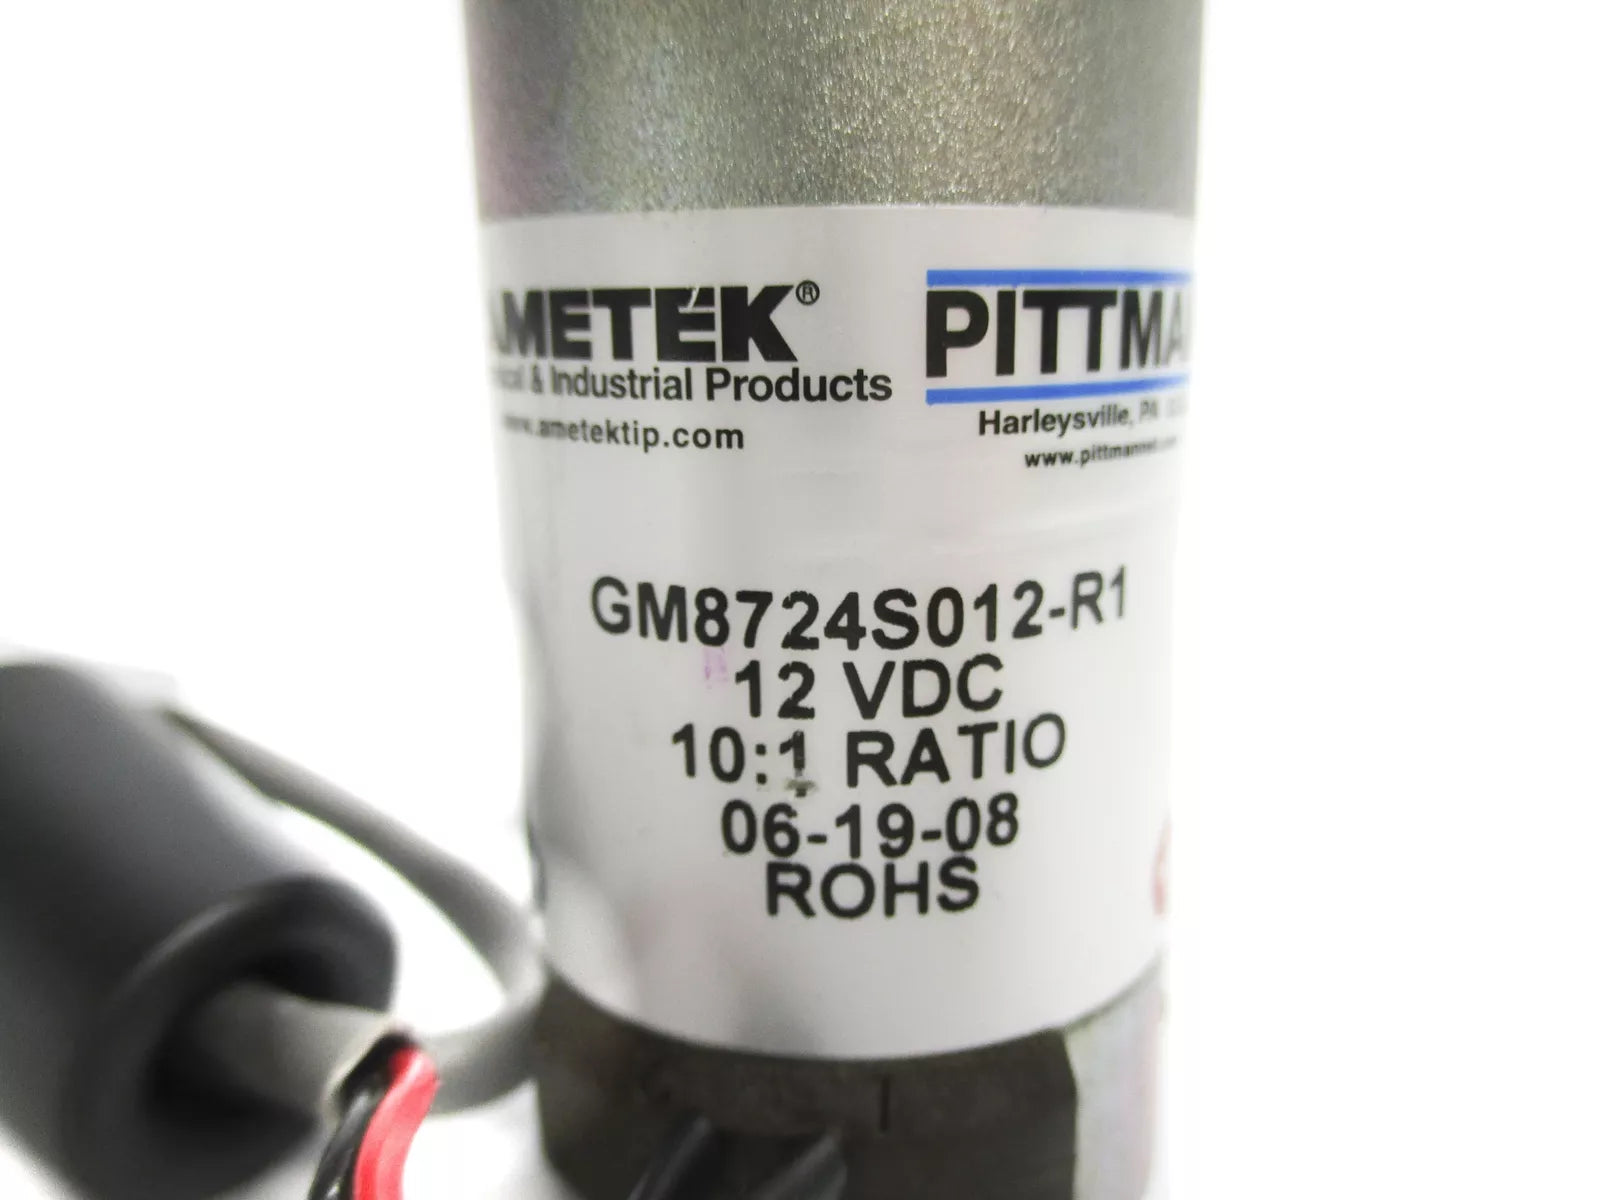 AMETEK®
& Industrial Products
www.ametektip.com
PITTMAN
Harleysville, PA
www.pittmannet.com
GM8724S012-R1
12 VDC
10:1 RATIO
06-19-08
ROHS